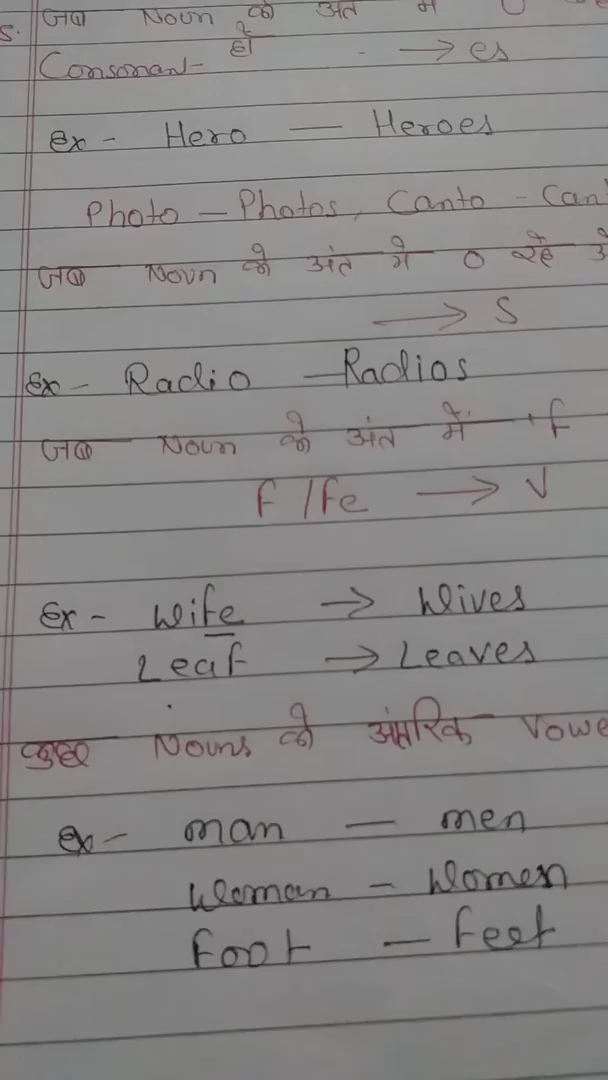 5. जब Noun के अंत में O
Consonant हो → es
Ex - Hero — Heroes
Photo — Photos, Canto - Can
जब Noun के अंत में O रहे
→ S
Ex - Radio — Radios
जब Noun के अंत में f
F / Fe → V
Ex - Wife → Wives
Leaf → Leaves
कुछ Nouns के आंतरिक Vowe
Ex - man — men
Woman — Women
Foot — Feet